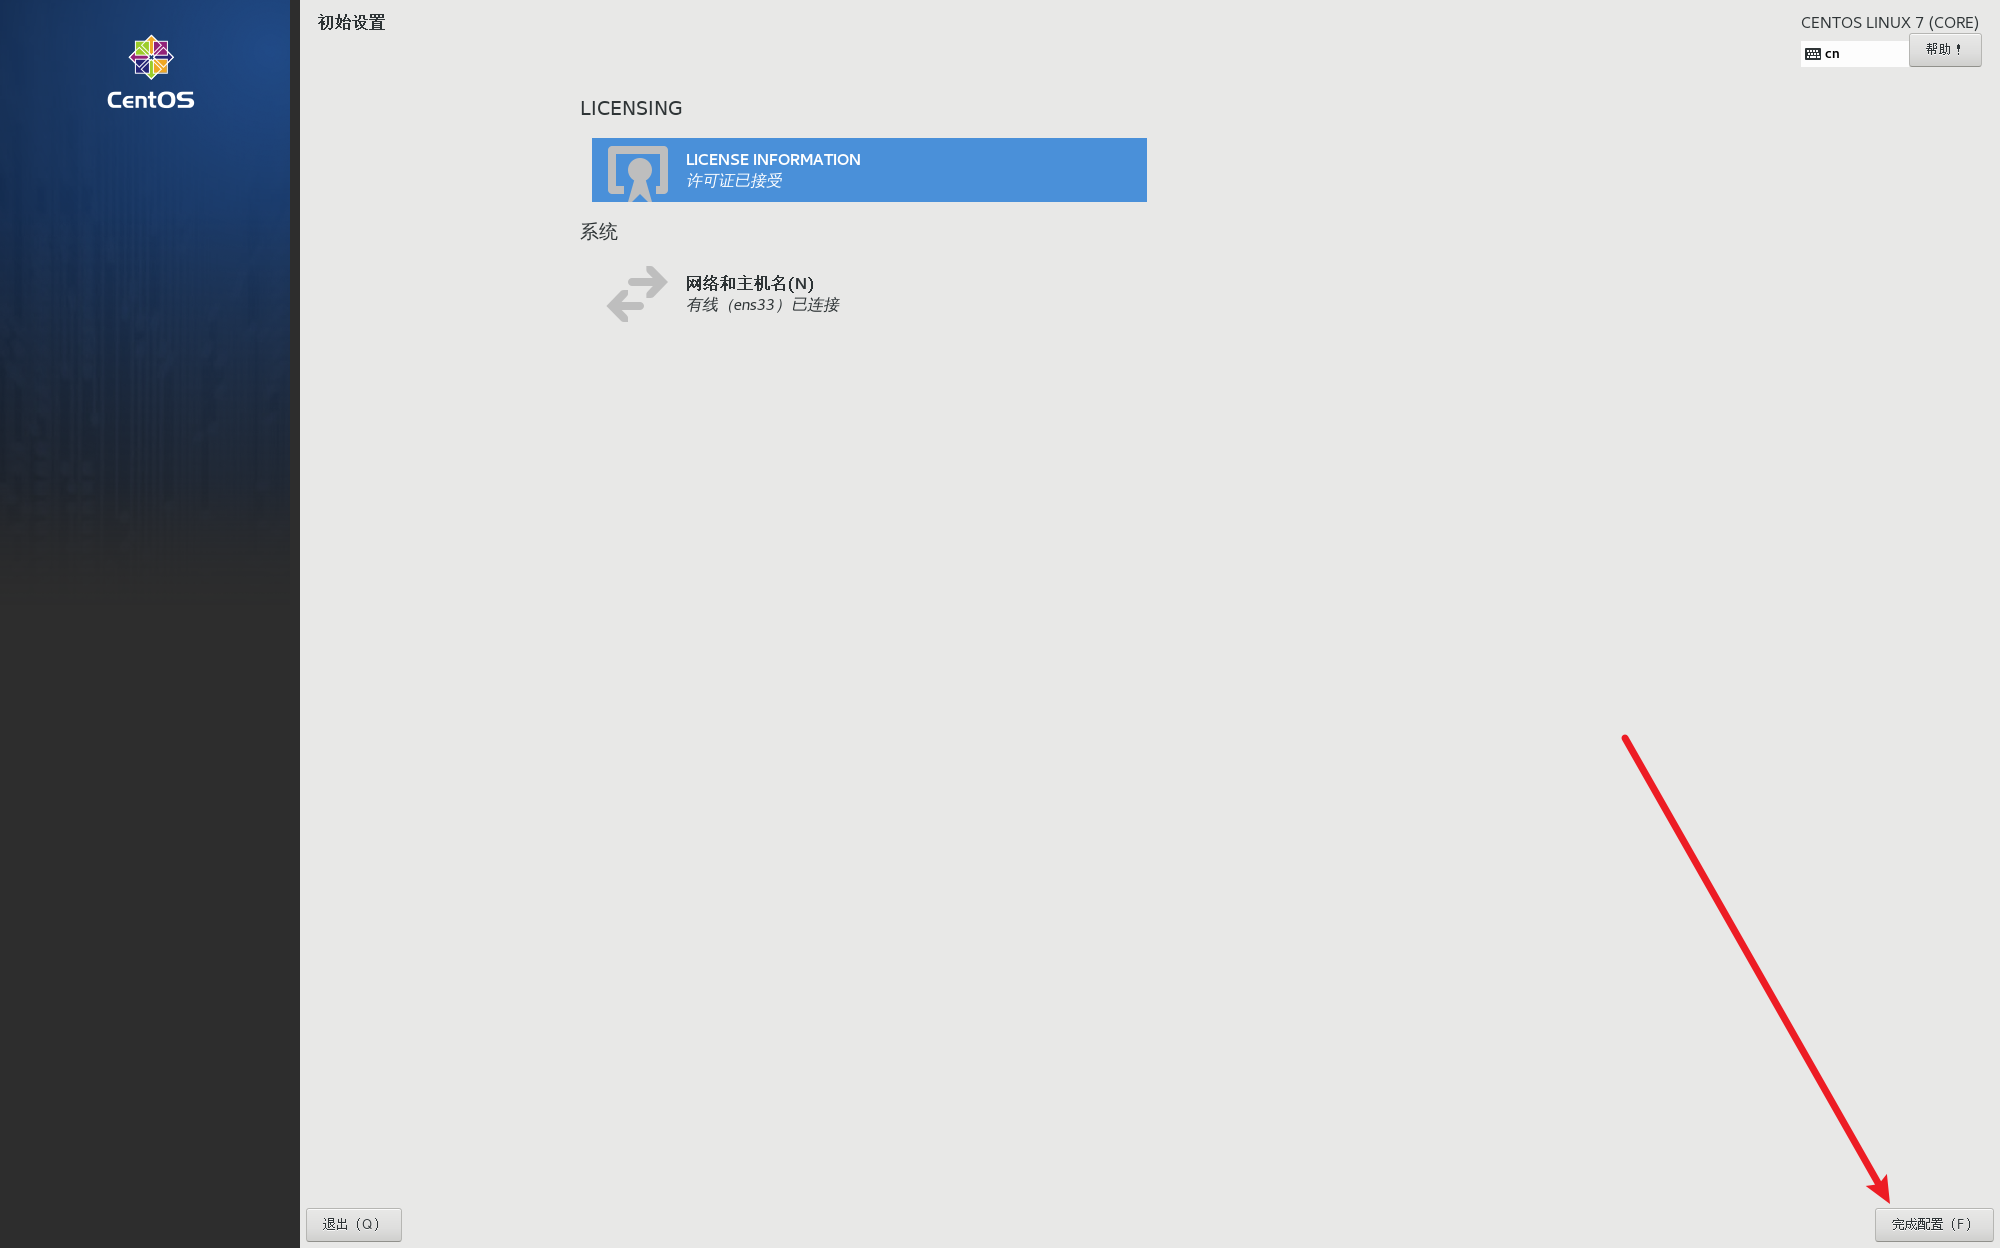 CentOS
初始设置
CENTOS LINUX 7 (CORE)
cn
帮助！
LICENSING
LICENSE INFORMATION
许可证已接受
系统
网络和主机名(N)
有线（ens33）已连接
退出（Q）
完成配置（F）